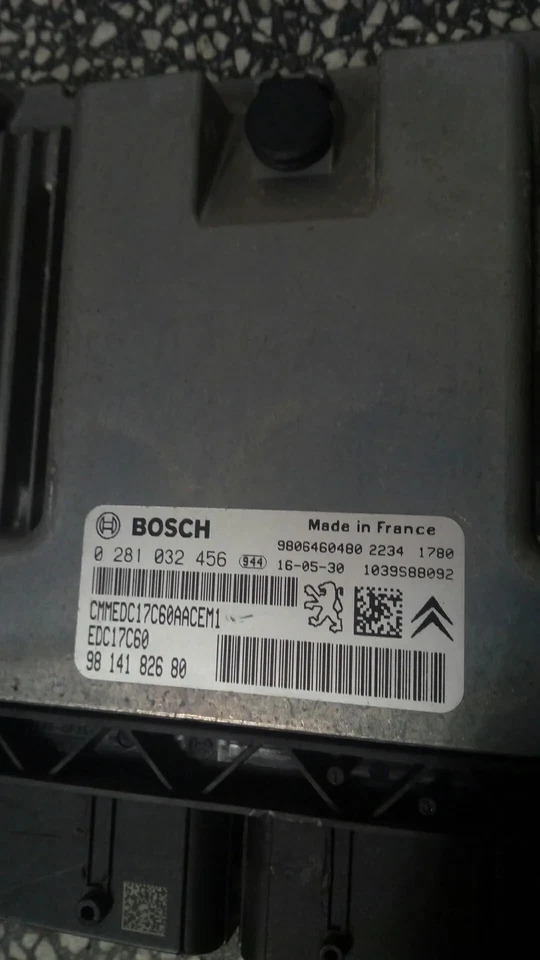 BOSCH Made in France
9806460480 2234 1780
0 281 032 456 944 16-05-30 1039S88092
CMMEDC17C60AACEM1
EDC17C60
98 141 826 80